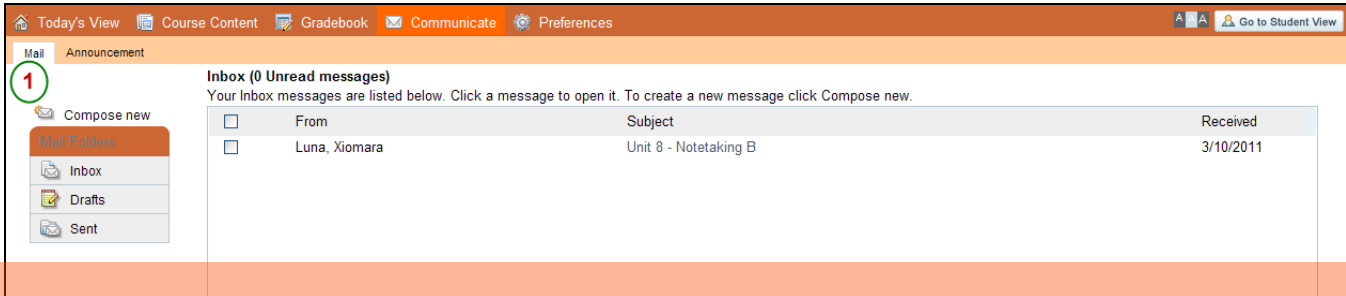 Today's View Course Content Gradebook Communicate Preferences A A A Go to Student View
Mail Announcement
1
Inbox (0 Unread messages)
Your Inbox messages are listed below. Click a message to open it. To create a new message click Compose new.
Compose new
From Subject Received
Mail Folders
Luna, Xiomara Unit 8 - Notetaking B 3/10/2011
Inbox
Drafts
Sent